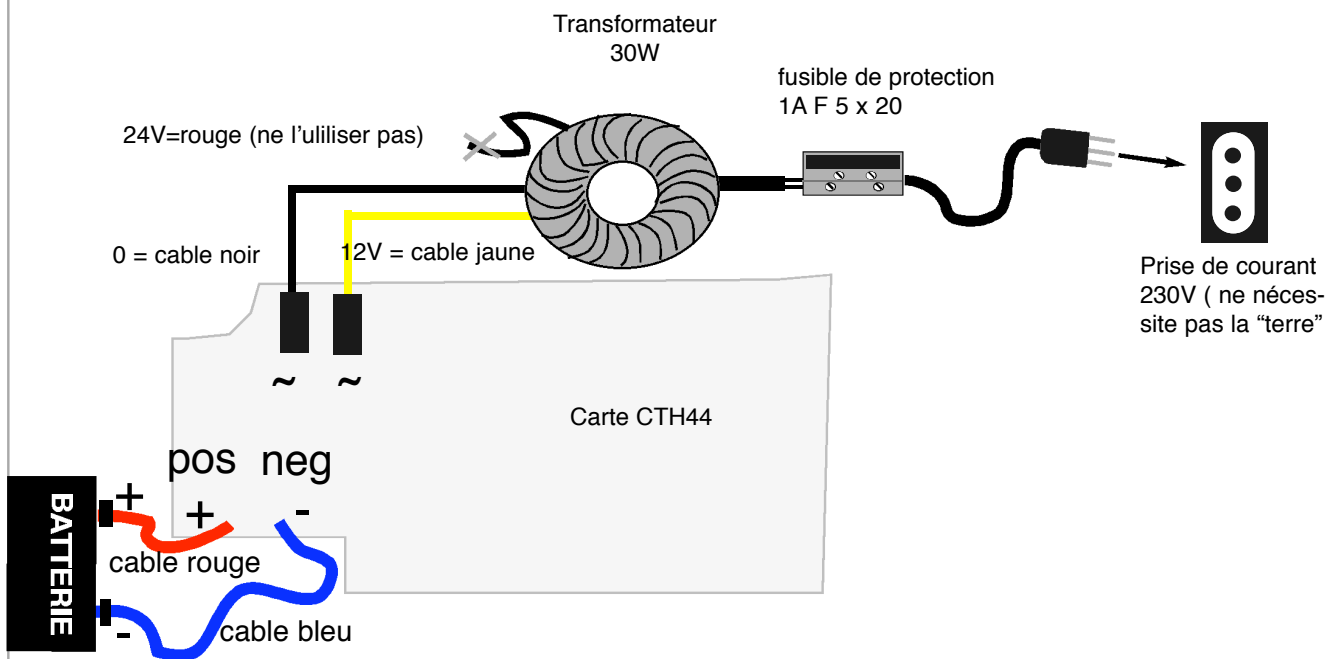 Transformateur
30W
fusible de protection
1A F 5 x 20
24V=rouge (ne l'uliliser pas)
0 = cable noir
12V = cable jaune
Prise de courant
230V ( ne néces-
site pas la “terre”
~ ~
Carte CTH44
pos neg
+ + -
BATTERIE
cable rouge
-
cable bleu